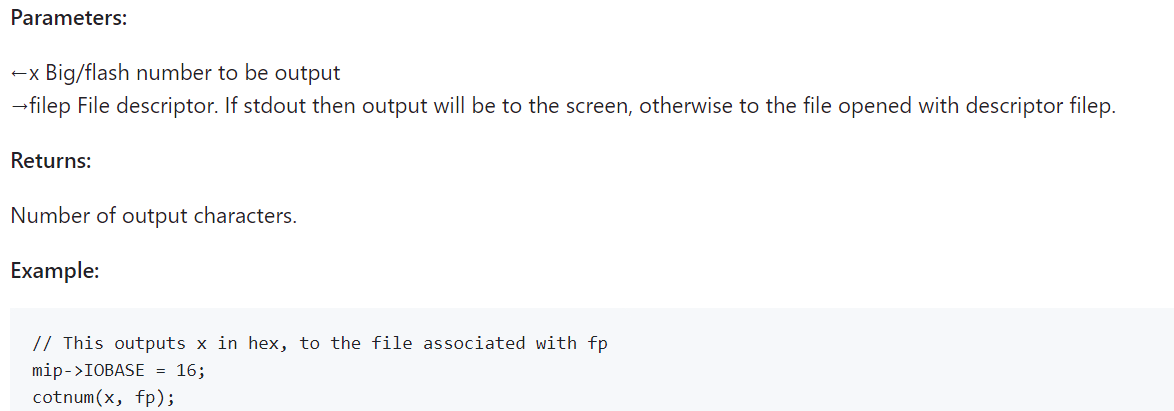 Parameters:
←x Big/flash number to be output
→filep File descriptor. If stdout then output will be to the screen, otherwise to the file opened with descriptor filep.
Returns:
Number of output characters.
Example:
// This outputs x in hex, to the file associated with fp
mip->IOBASE = 16;
cotnum(x, fp);